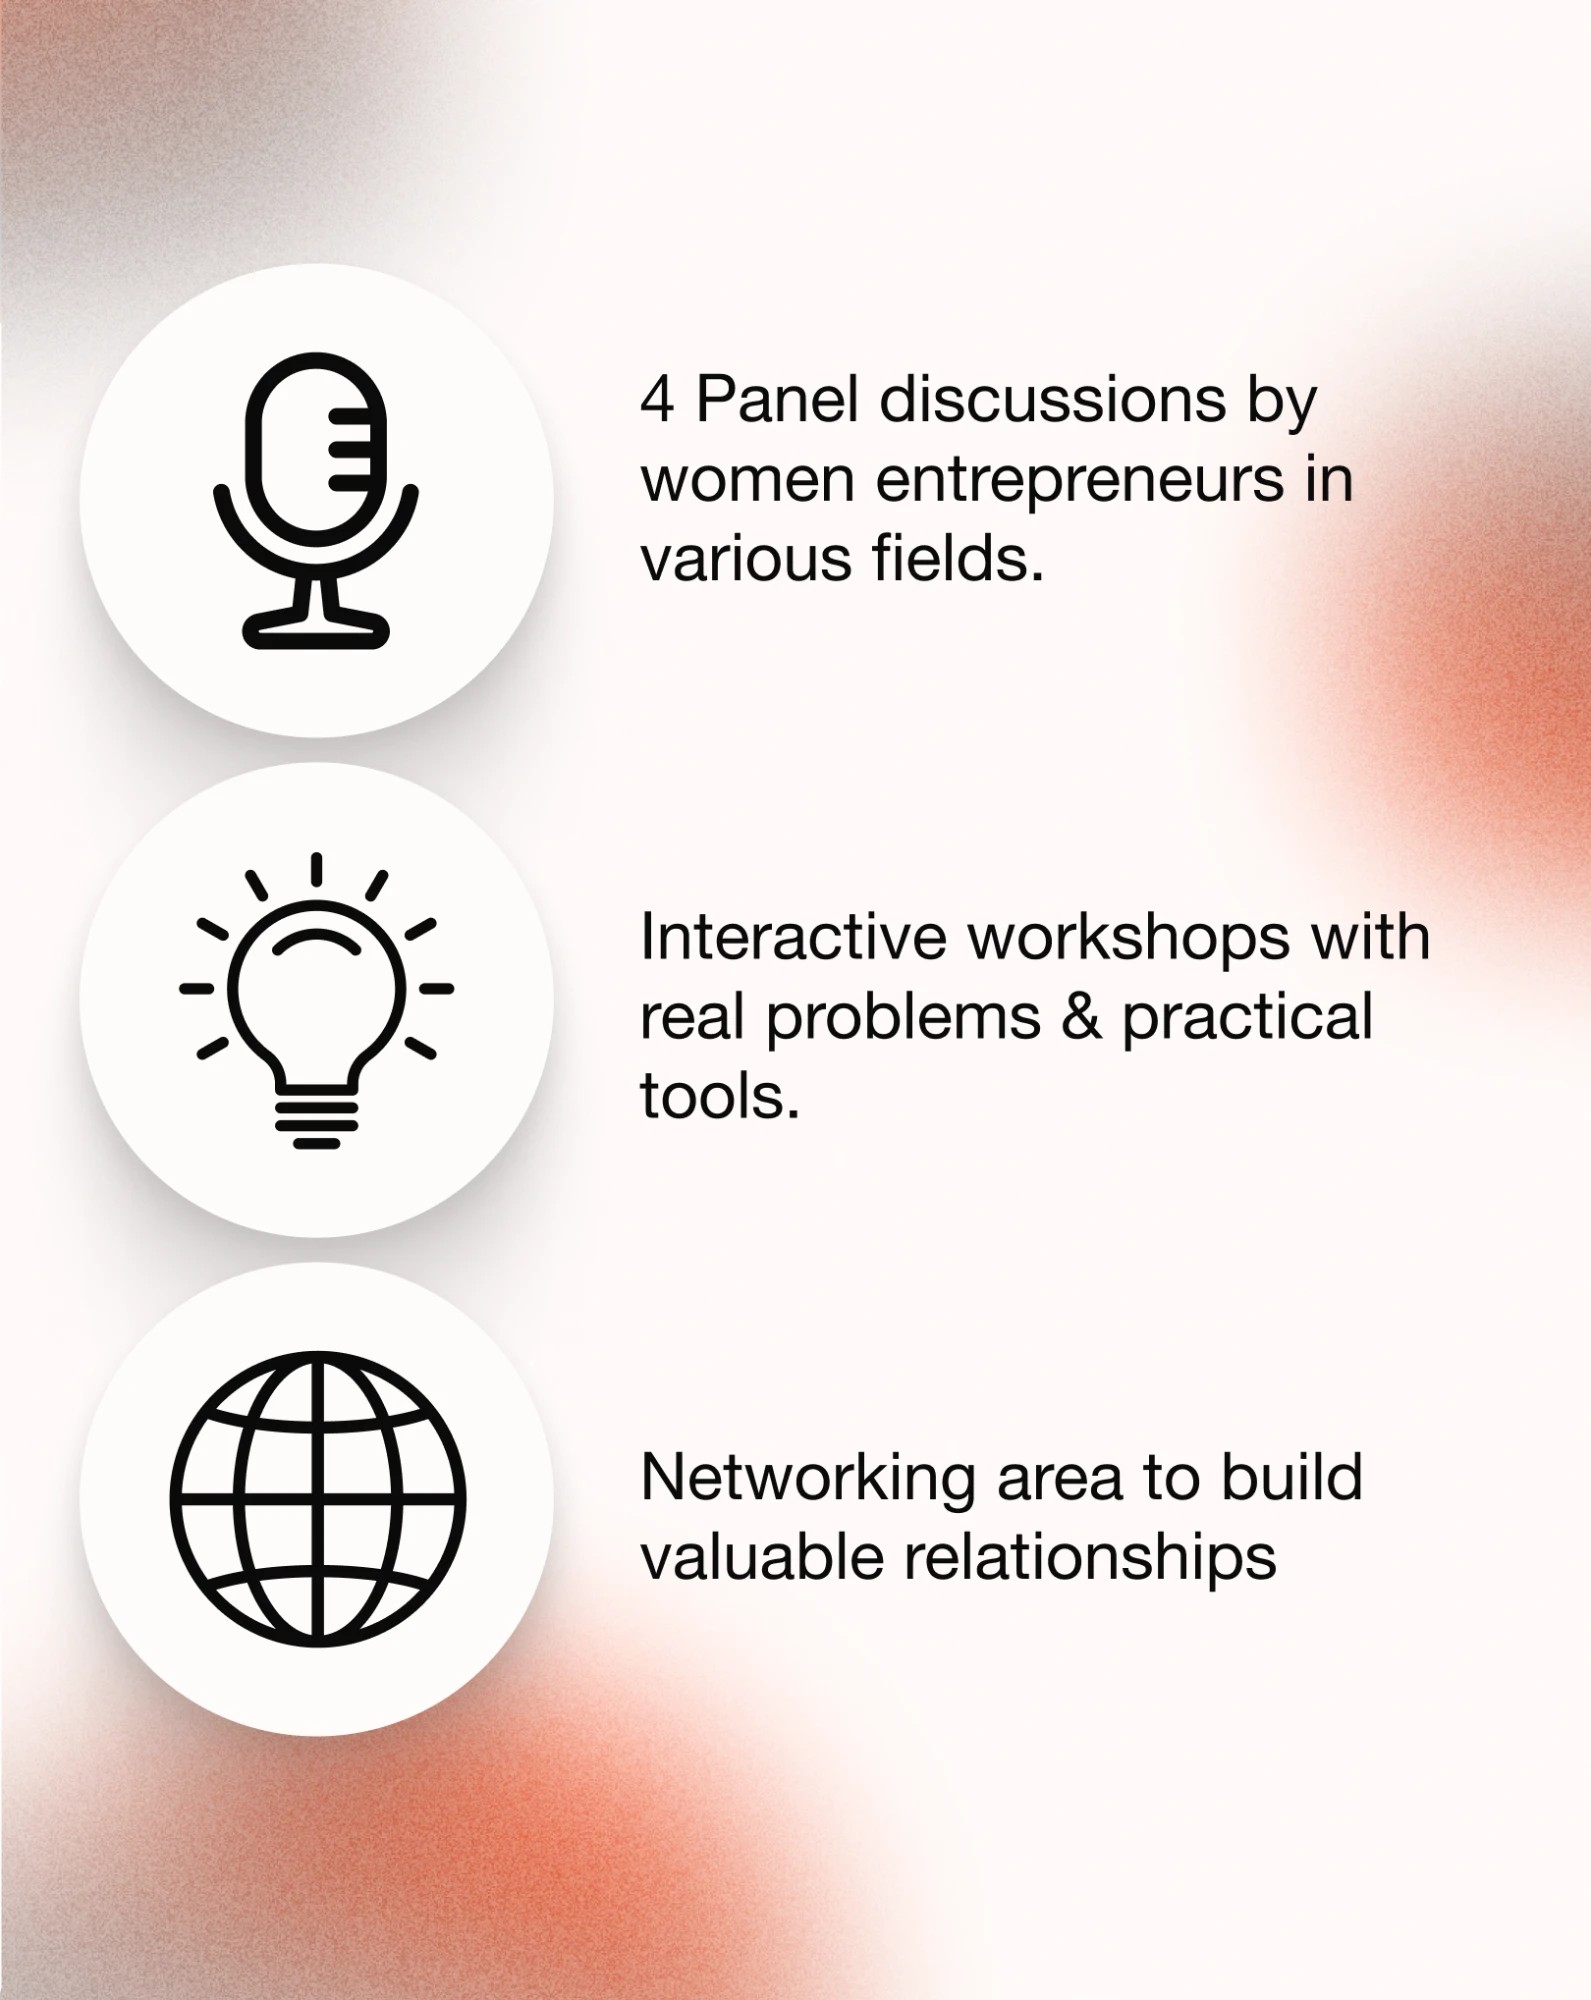 4 Panel discussions by
women entrepreneurs in
various fields.
Interactive workshops with
real problems & practical
tools.
Networking area to build
valuable relationships